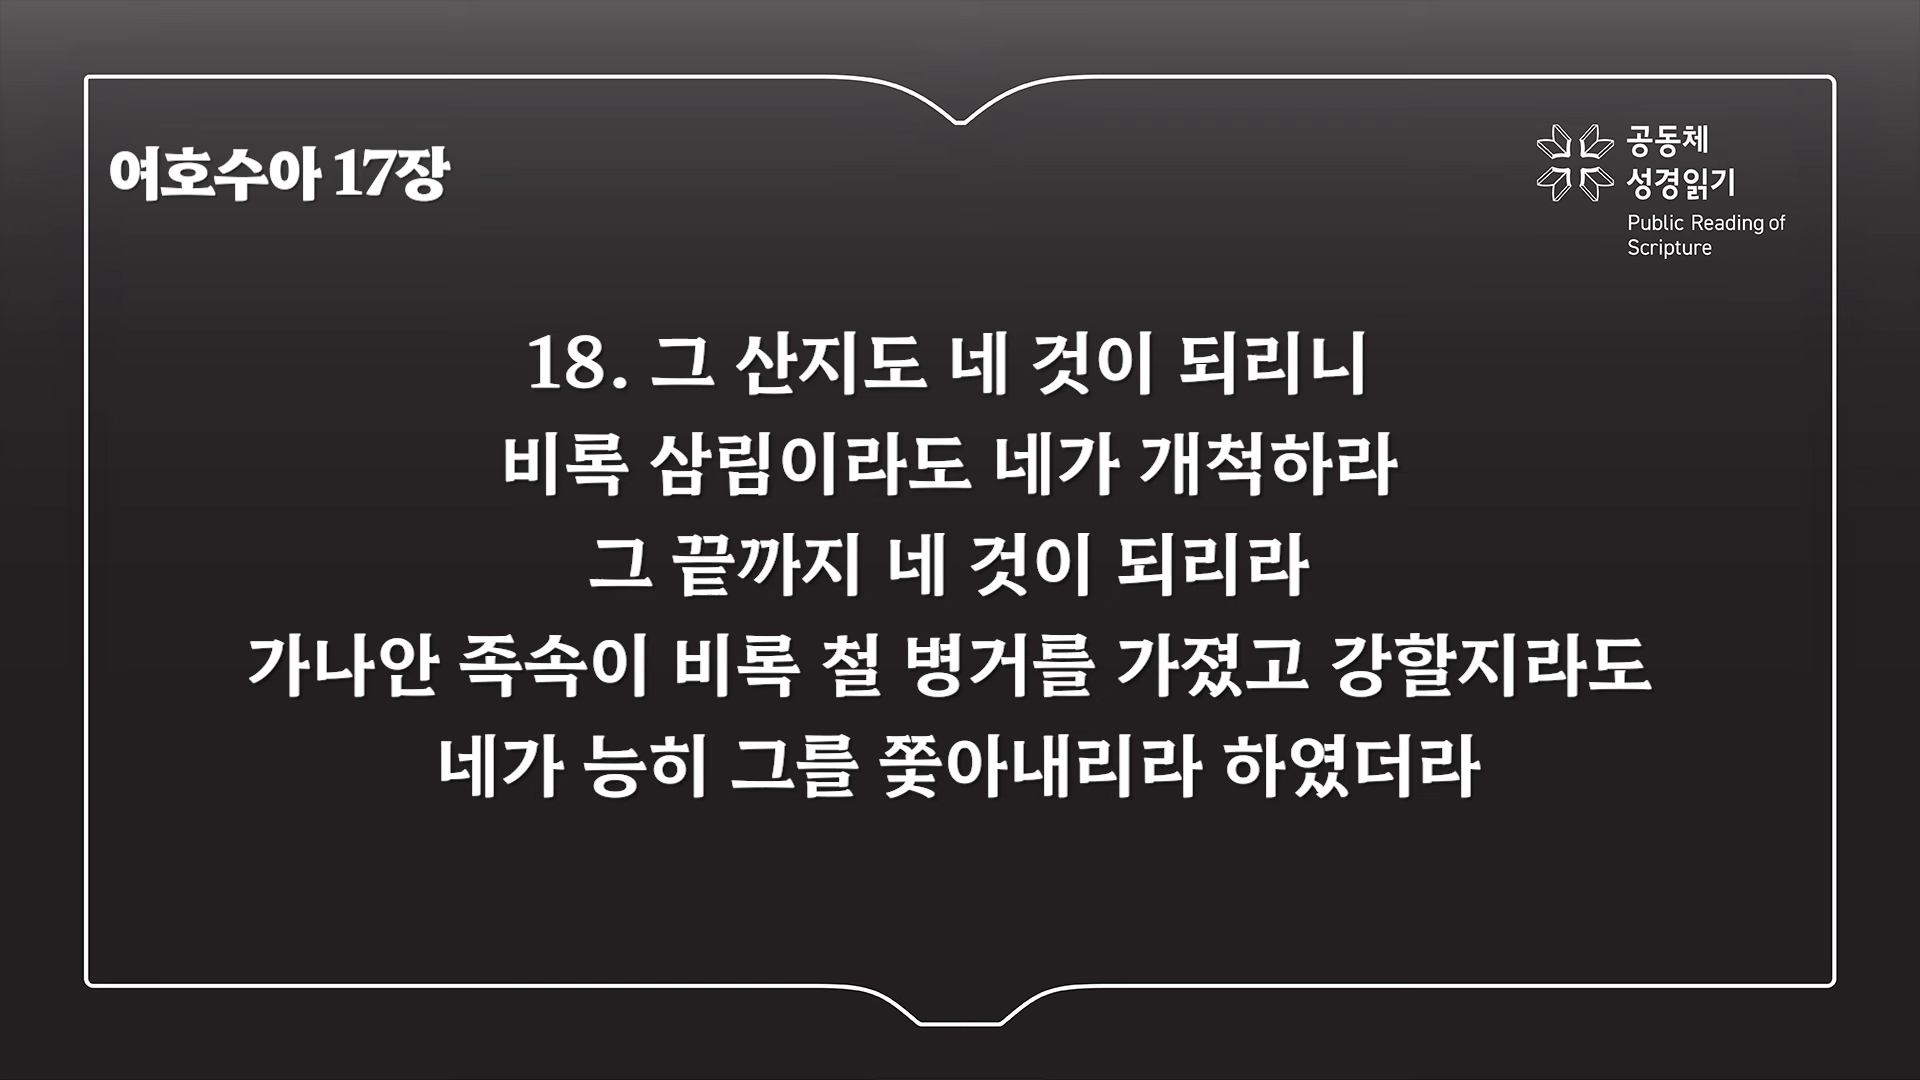 여호수아 17장
공동체
성경읽기
Public Reading of
Scripture
18. 그 산지도 네 것이 되리니
비록 삼림이라도 네가 개척하라
그 끝까지 네 것이 되리라
가나안 족속이 비록 철 병거를 가졌고 강할지라도
네가 능히 그를 쫓아내리라 하였더라